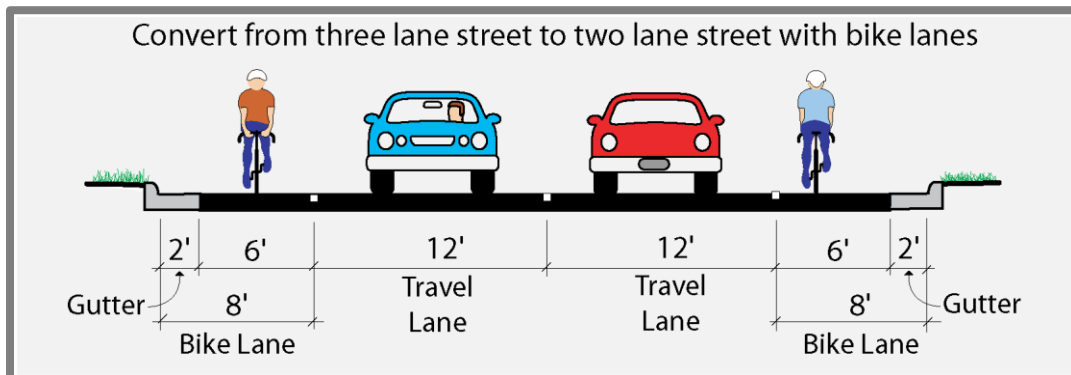 Convert from three lane street to two lane street with bike lanes
2' 6' 12' 12' 6' 2'
Gutter 8' Travel Travel 8' Gutter
Lane Lane
Bike Lane Bike Lane